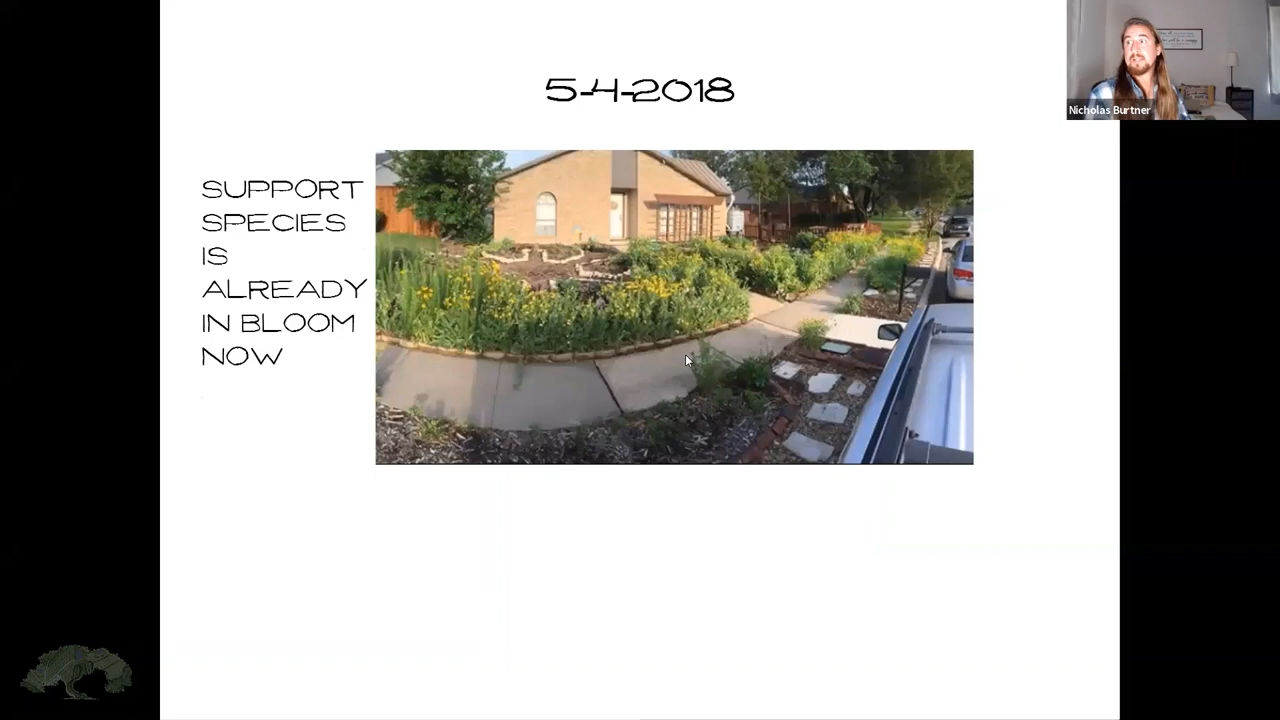 5-4-2018
SUPPORT
SPECIES
IS
ALREADY
IN BLOOM
NOW
Nicholas Burtner